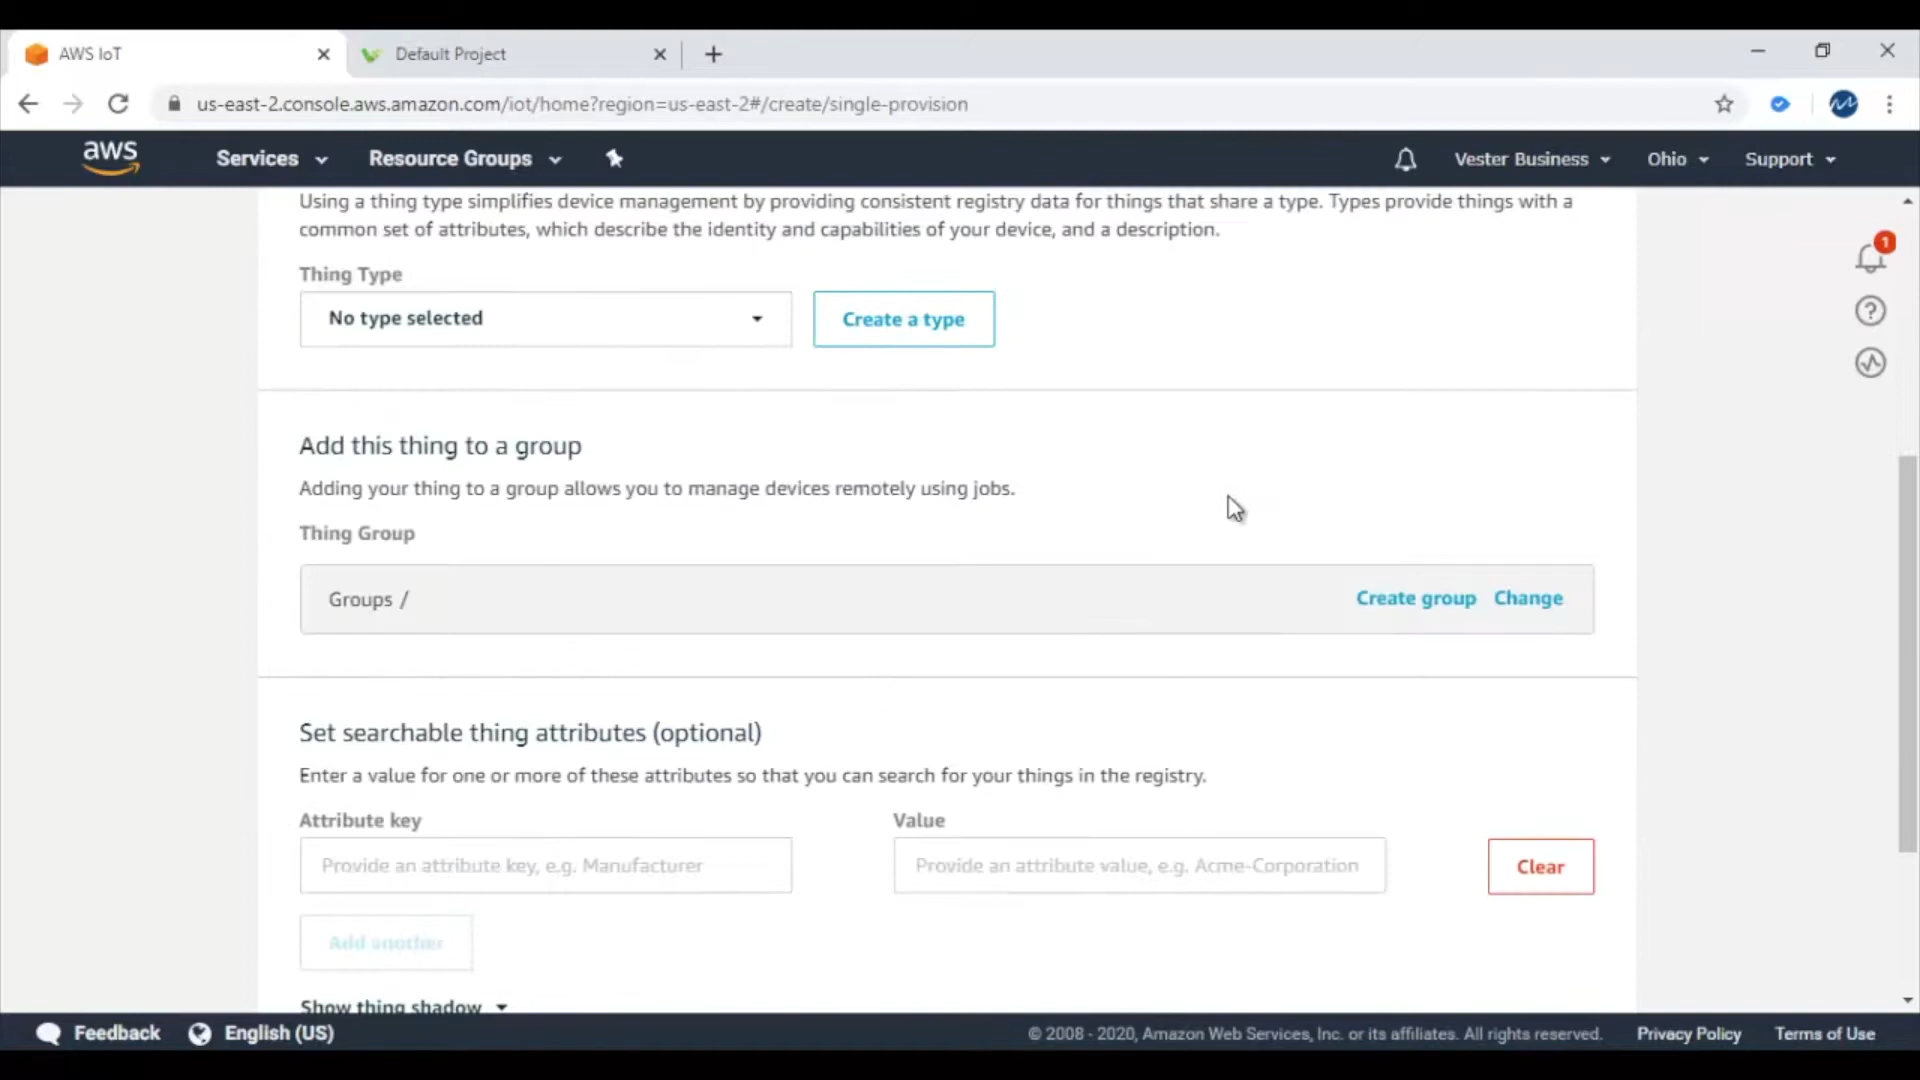 AWS IoT
Default Project
us-east-2.console.aws.amazon.com/iot/home?region=us-east-2#/create/single-provision
aws
Services
Resource Groups
Vester Business
Ohio
Support
Using a thing type simplifies device management by providing consistent registry data for things that share a type. Types provide things with a
common set of attributes, which describe the identity and capabilities of your device, and a description.
1
Thing Type
No type selected
Create a type
Add this thing to a group
Adding your thing to a group allows you to manage devices remotely using jobs.
Thing Group
Groups /
Create group
Change
Set searchable thing attributes (optional)
Enter a value for one or more of these attributes so that you can search for your things in the registry.
Attribute key
Value
Provide an attribute key, e.g. Manufacturer
Provide an attribute value, e.g. Acme-Corporation
Clear
Add another
Show thing shadow
Feedback
English (US)
© 2008 - 2020, Amazon Web Services, Inc. or its affiliates. All rights reserved.
Privacy Policy
Terms of Use